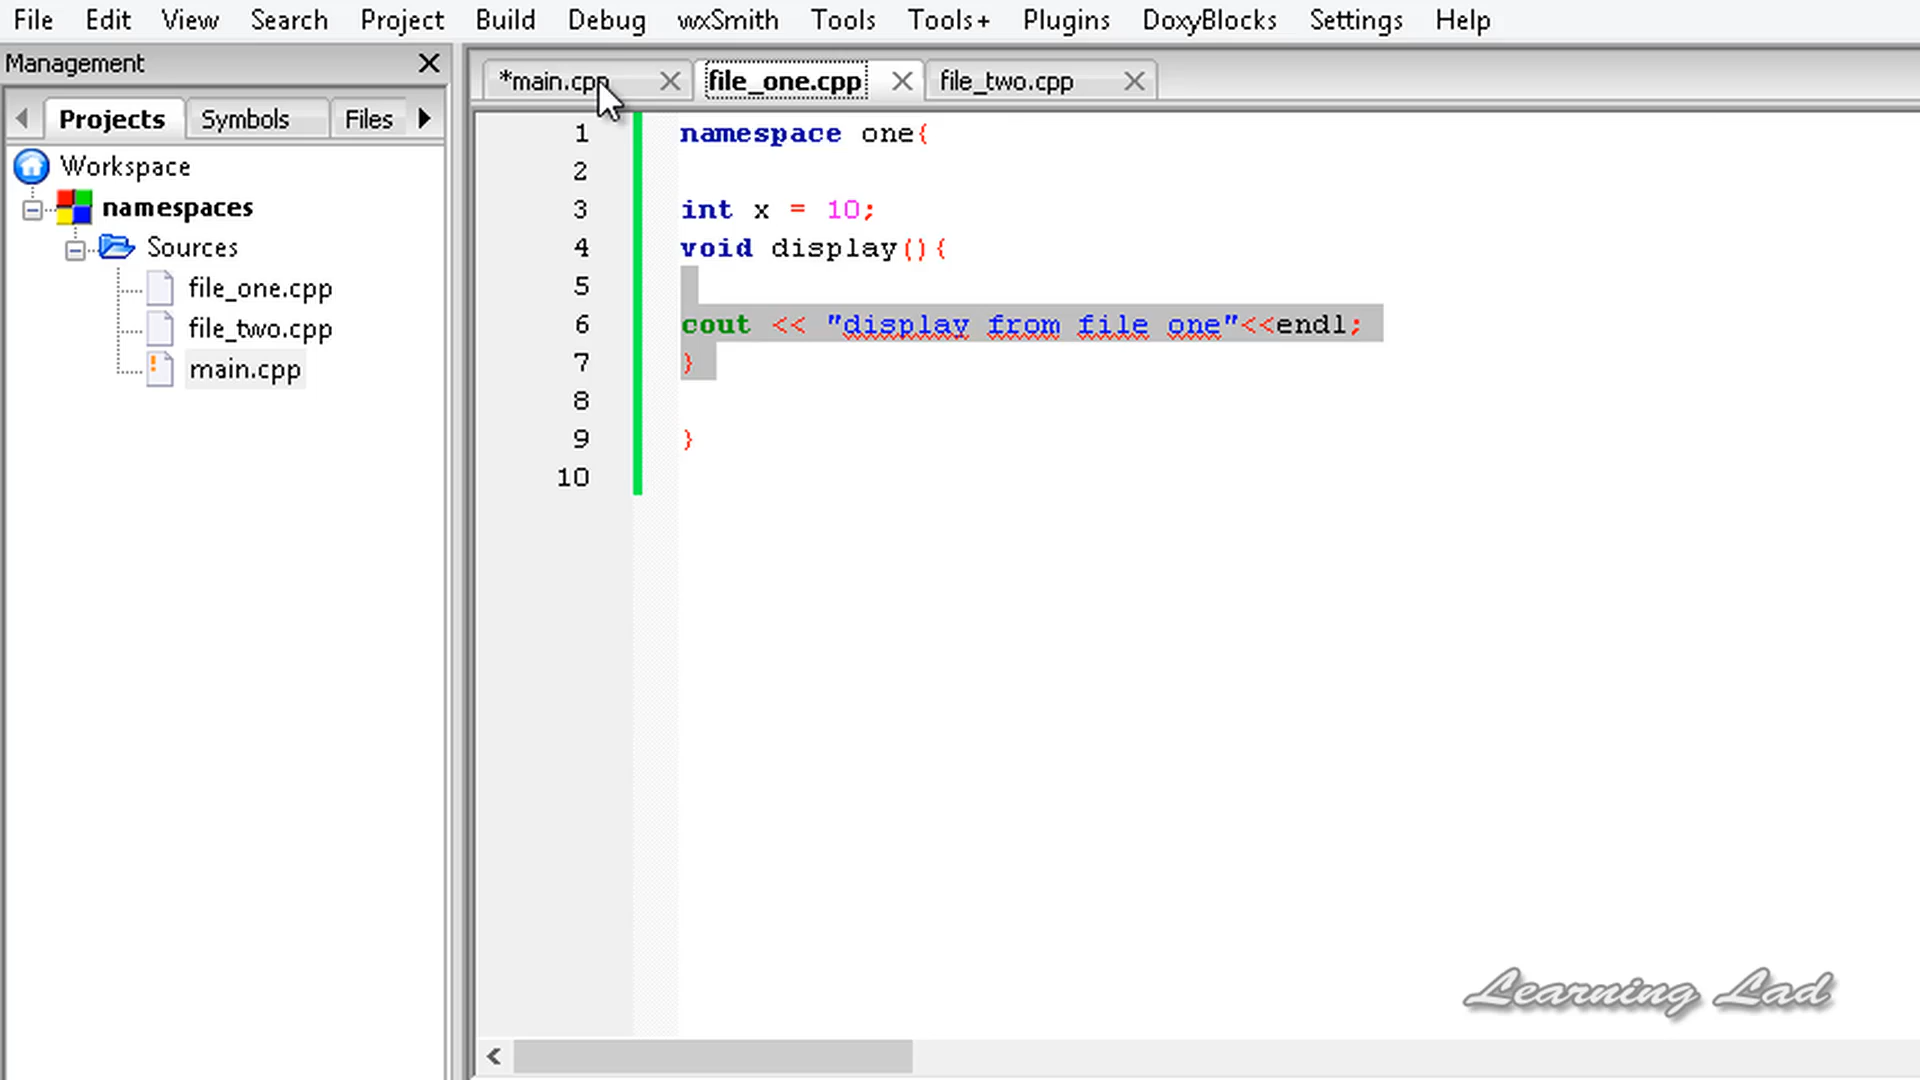 File Edit View Search Project Build Debug wxSmith Tools Tools+ Plugins DoxyBlocks Settings Help
Management
*main.cpp file_one.cpp file_two.cpp
Projects Symbols Files
Workspace
namespaces
Sources
file_one.cpp
file_two.cpp
main.cpp
1 namespace one{
2
3 int x = 10;
4 void display(){
5
6 cout << "display from file one"<<endl;
7 }
8
9 }
10
Learning Lad